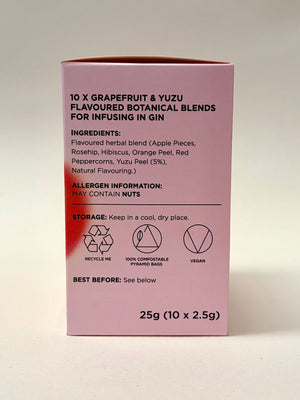 10 X GRAPEFRUIT & YUZU
FLAVOURED BOTANICAL BLENDS
FOR INFUSING IN GIN
INGREDIENTS:
Flavoured herbal blend (Apple Pieces,
Rosehip, Hibiscus, Orange Peel, Red
Peppercorns, Yuzu Peel (5%),
Natural Flavouring.)
ALLERGEN INFORMATION:
MAY CONTAIN NUTS
STORAGE: Keep in a cool, dry place.
RECYCLE ME
100% COMPOSTABLE
PYRAMID BAGS
VEGAN
BEST BEFORE: See below
25g (10 x 2.5g)